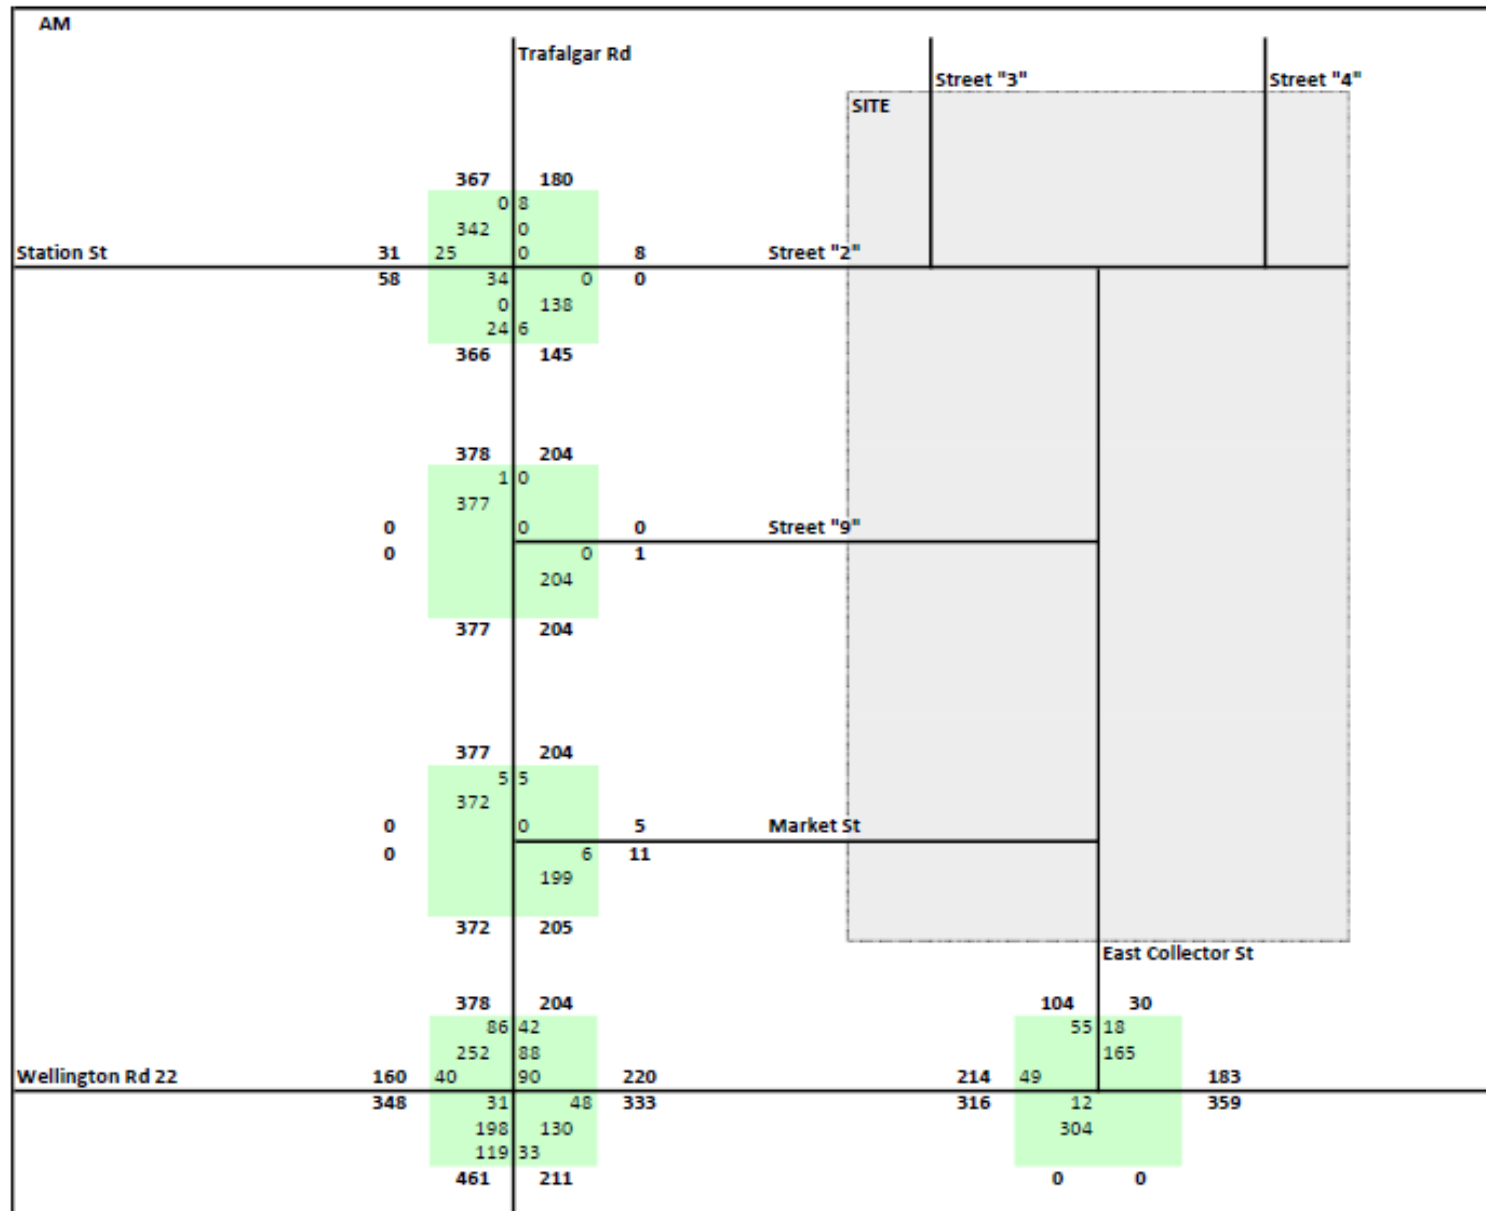 AM
Trafalgar Rd
Street "3" Street "4"
SITE
367 180
0 8
342 0
Station St 31 25 0 8 Street "2"
58 34 0 0
0 138
24 6
366 145
378 204
1 0
377
0 0 0 Street "9"
0 0 1
204
377 204
377 204
5 5
372
0 0 5 Market St
0 6 11
199
372 205
East Collector St
378 204 104 30
86 42 55 18
252 88 165
Wellington Rd 22 160 40 90 220 214 49 183
348 31 48 333 316 12 359
198 130 304
119 33
461 211 0 0